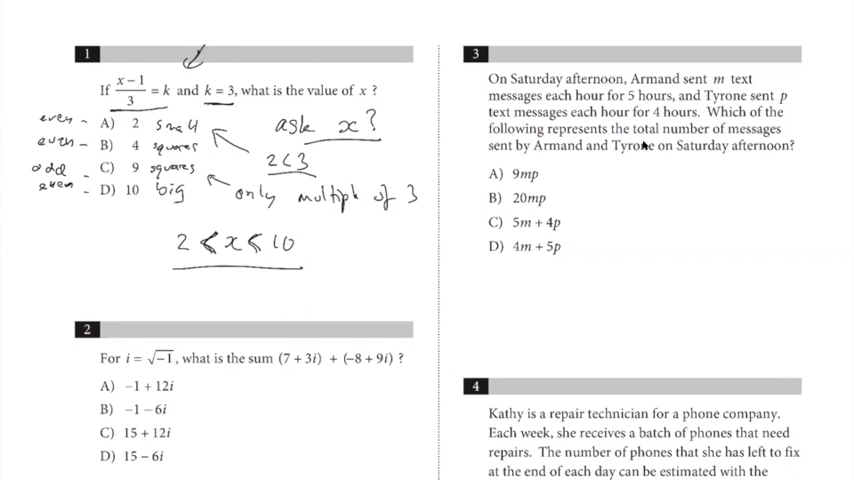 1
If x − 1 / 3 = k and k = 3, what is the value of x ?
even – A) 2 small
even – B) 4 squares
odd – C) 9 squares
even – D) 10 big
ask x?
2 < 3
only multiple of 3
2 ≤ x ≤ 10
2
For i = √−1, what is the sum (7 + 3i) + (−8 + 9i) ?
A) −1 + 12i
B) −1 − 6i
C) 15 + 12i
D) 15 − 6i
3
On Saturday afternoon, Armand sent m text
messages each hour for 5 hours, and Tyrone sent p
text messages each hour for 4 hours. Which of the
following represents the total number of messages
sent by Armand and Tyrone on Saturday afternoon?
A) 9mp
B) 20mp
C) 5m + 4p
D) 4m + 5p
4
Kathy is a repair technician for a phone company.
Each week, she receives a batch of phones that need
repairs. The number of phones that she has left to fix
at the end of each day can be estimated with the